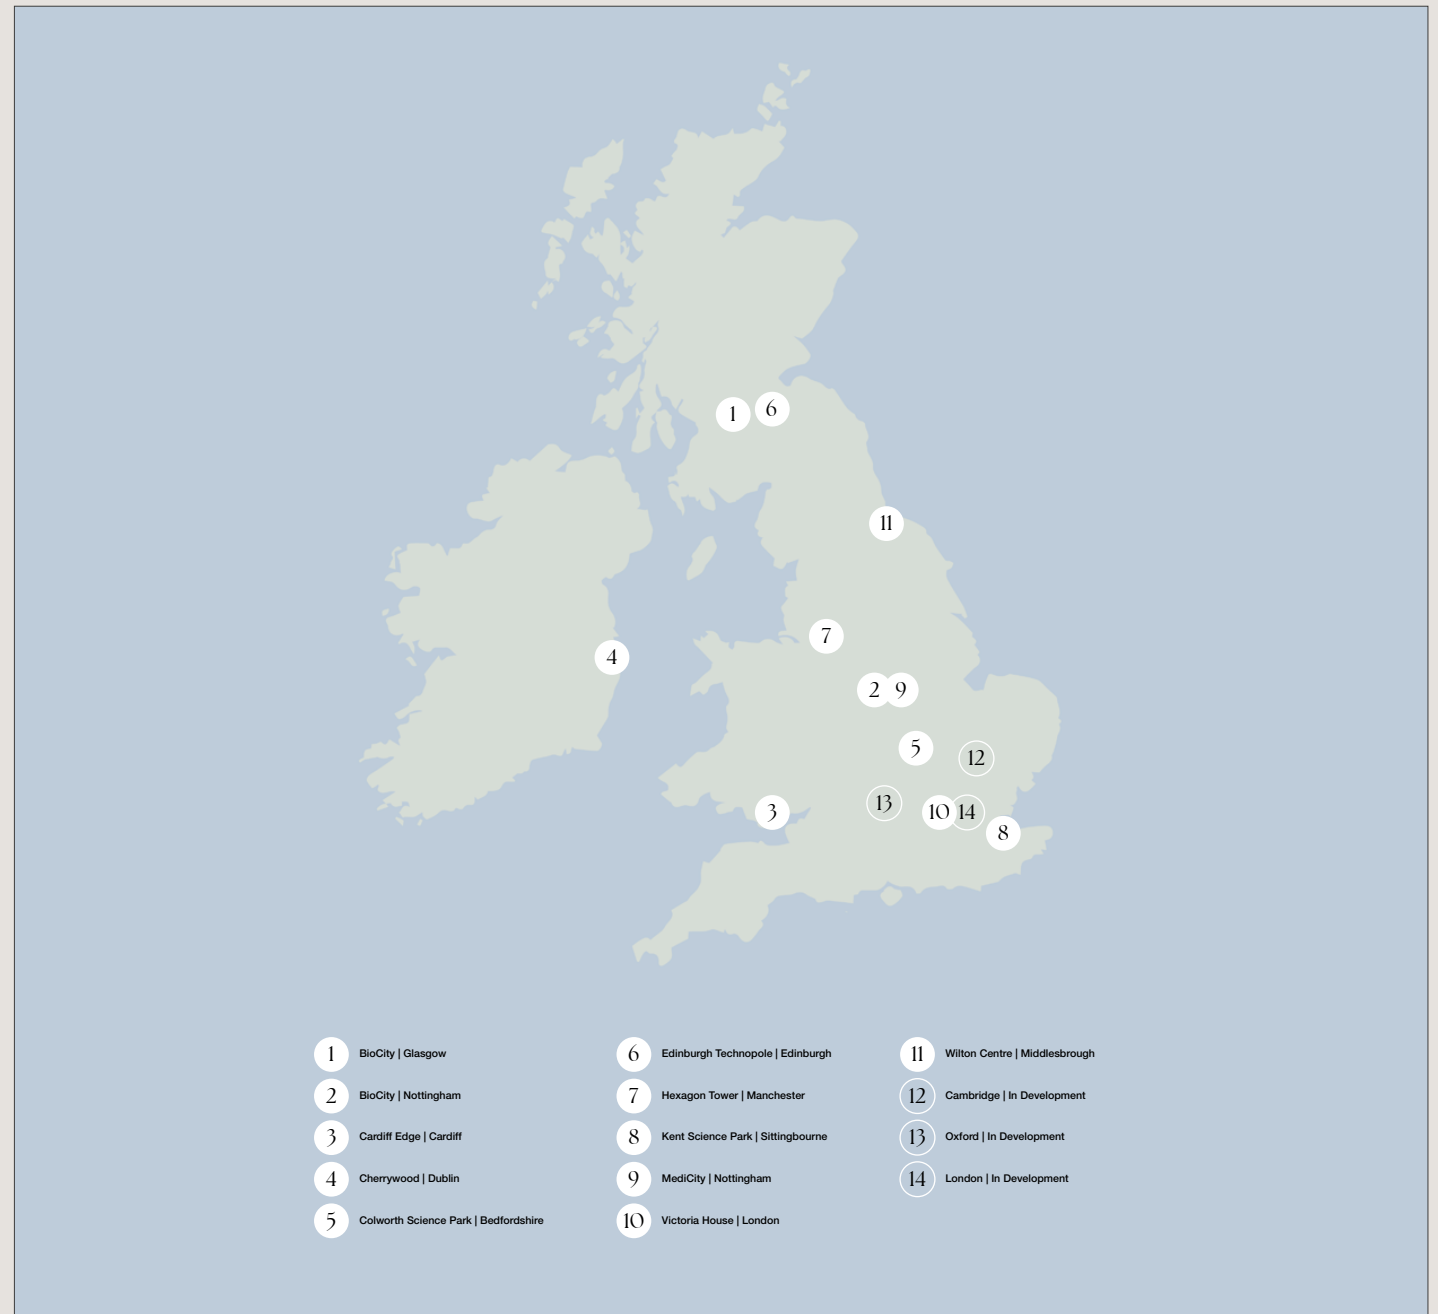 1
6
11
7
4
2
9
5
12
13
3
10
14
8
1 BioCity | Glasgow
2 BioCity | Nottingham
3 Cardiff Edge | Cardiff
4 Cherrywood | Dublin
5 Colworth Science Park | Bedfordshire
6 Edinburgh Technopole | Edinburgh
7 Hexagon Tower | Manchester
8 Kent Science Park | Sittingbourne
9 MediCity | Nottingham
10 Victoria House | London
11 Wilton Centre | Middlesbrough
12 Cambridge | In Development
13 Oxford | In Development
14 London | In Development